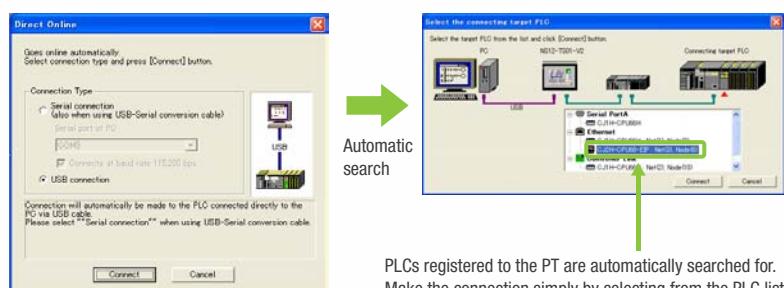 Direct Online
Goes online automatically.
Select connection type and press [Connect] button.
Connection Type
Serial connection
(also when using USB-Serial conversion cable)
Serial port of PC
COM5
Connects at baud rate 115,200 bps
USB connection
USB
Connection will automatically be made to the PLC connected directly to the
PC via USB cable.
Please select ""Serial connection"" when using USB-Serial conversion cable.
Connect
Cancel
Automatic
search
Select the connecting target PLC
Select the target PLC from the list and click [Connect] button.
PC
NS12-TS01-V2
Connecting target PLC
USB
Serial PortA
CJ1H-CPU66H
Ethernet
Connect
Cancel
PLCs registered to the PT are automatically searched for.
Make the connection simply by selecting from the PLC list